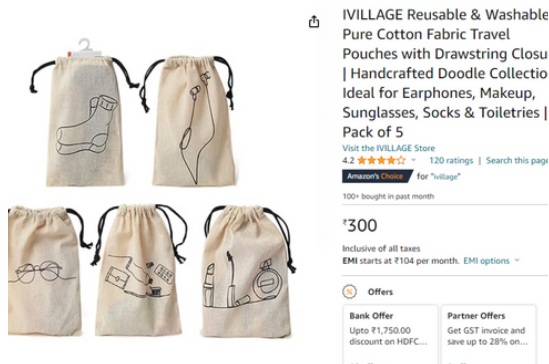 IVILLAGE Reusable & Washable
Pure Cotton Fabric Travel
Pouches with Drawstring Closu
| Handcrafted Doodle Collectio
Ideal for Earphones, Makeup,
Sunglasses, Socks & Toiletries |
Pack of 5
Visit the IVILLAGE Store
4.2 120 ratings | Search this page
Amazon's Choice for "ivillage"
100+ bought in past month
₹300
Inclusive of all taxes
EMI starts at ₹104 per month. EMI options
Offers
Bank Offer
Upto ₹1,750.00
discount on HDFC…
Partner Offers
Get GST invoice and
save up to 28% on…